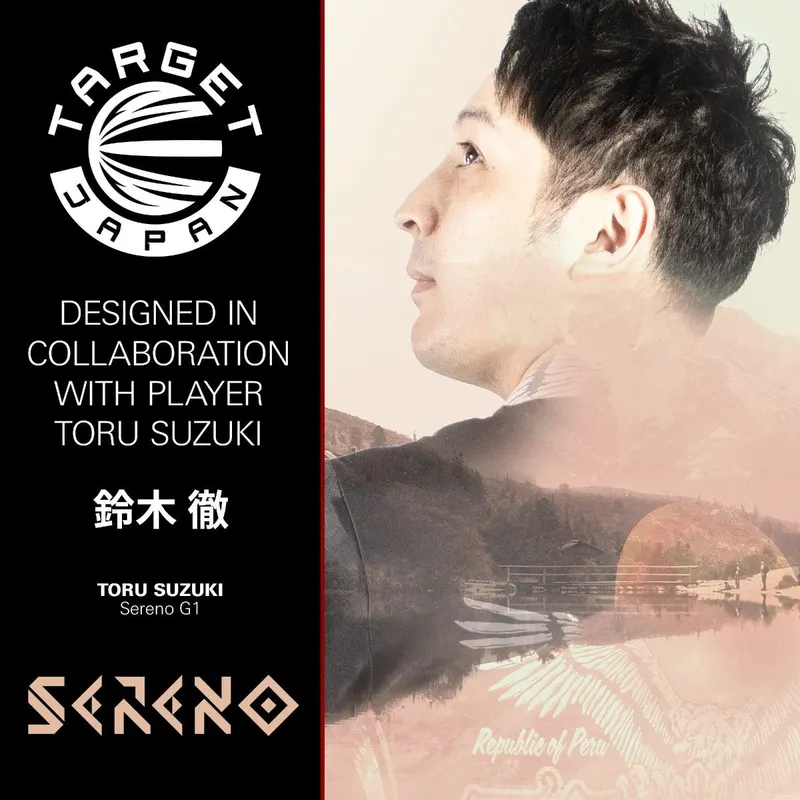 TARGET
JAPAN
DESIGNED IN
COLLABORATION
WITH PLAYER
TORU SUZUKI
鈴木 徹
TORU SUZUKI
Sereno G1
SERENO
Republic of Peru